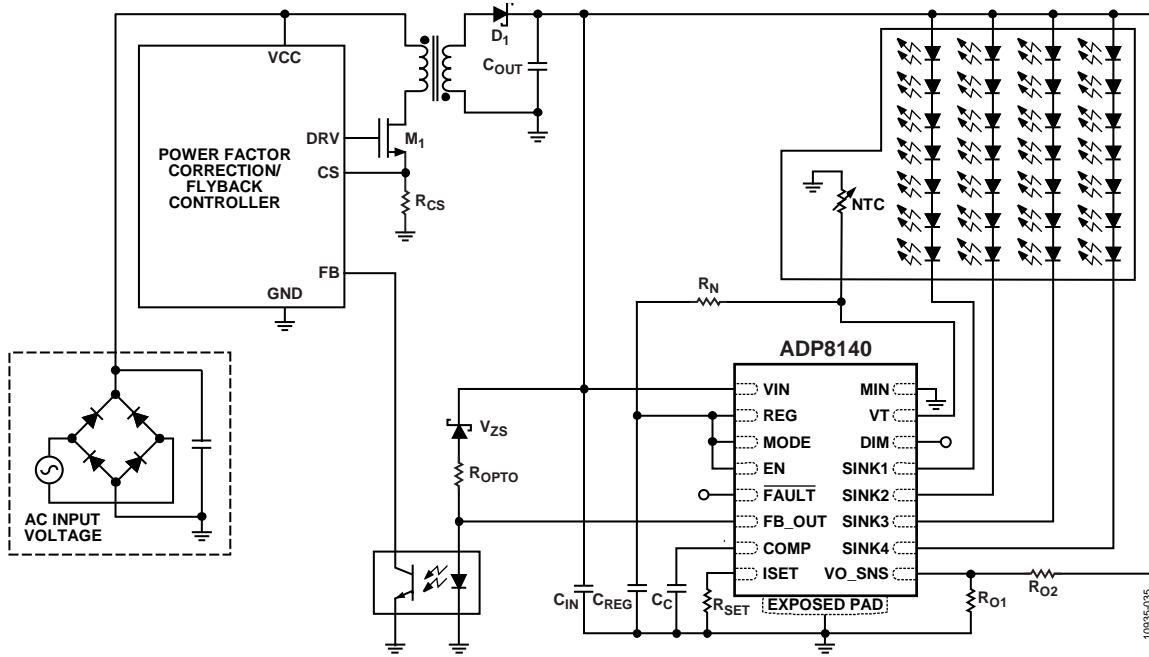 VCC
D1
COUT
DRV
M1
POWER FACTOR
CORRECTION/
FLYBACK
CONTROLLER
CS
RCS
NTC
FB
GND
RN
ADP8140
VIN
MIN
REG
VT
VZS
MODE
DIM
ROPTO
EN
SINK1
FAULT
SINK2
AC INPUT
VOLTAGE
FB_OUT
SINK3
COMP
SINK4
ISET
VO_SNS
CIN
CREG
CC
RSET
EXPOSED PAD
RO1
RO2
10935-035